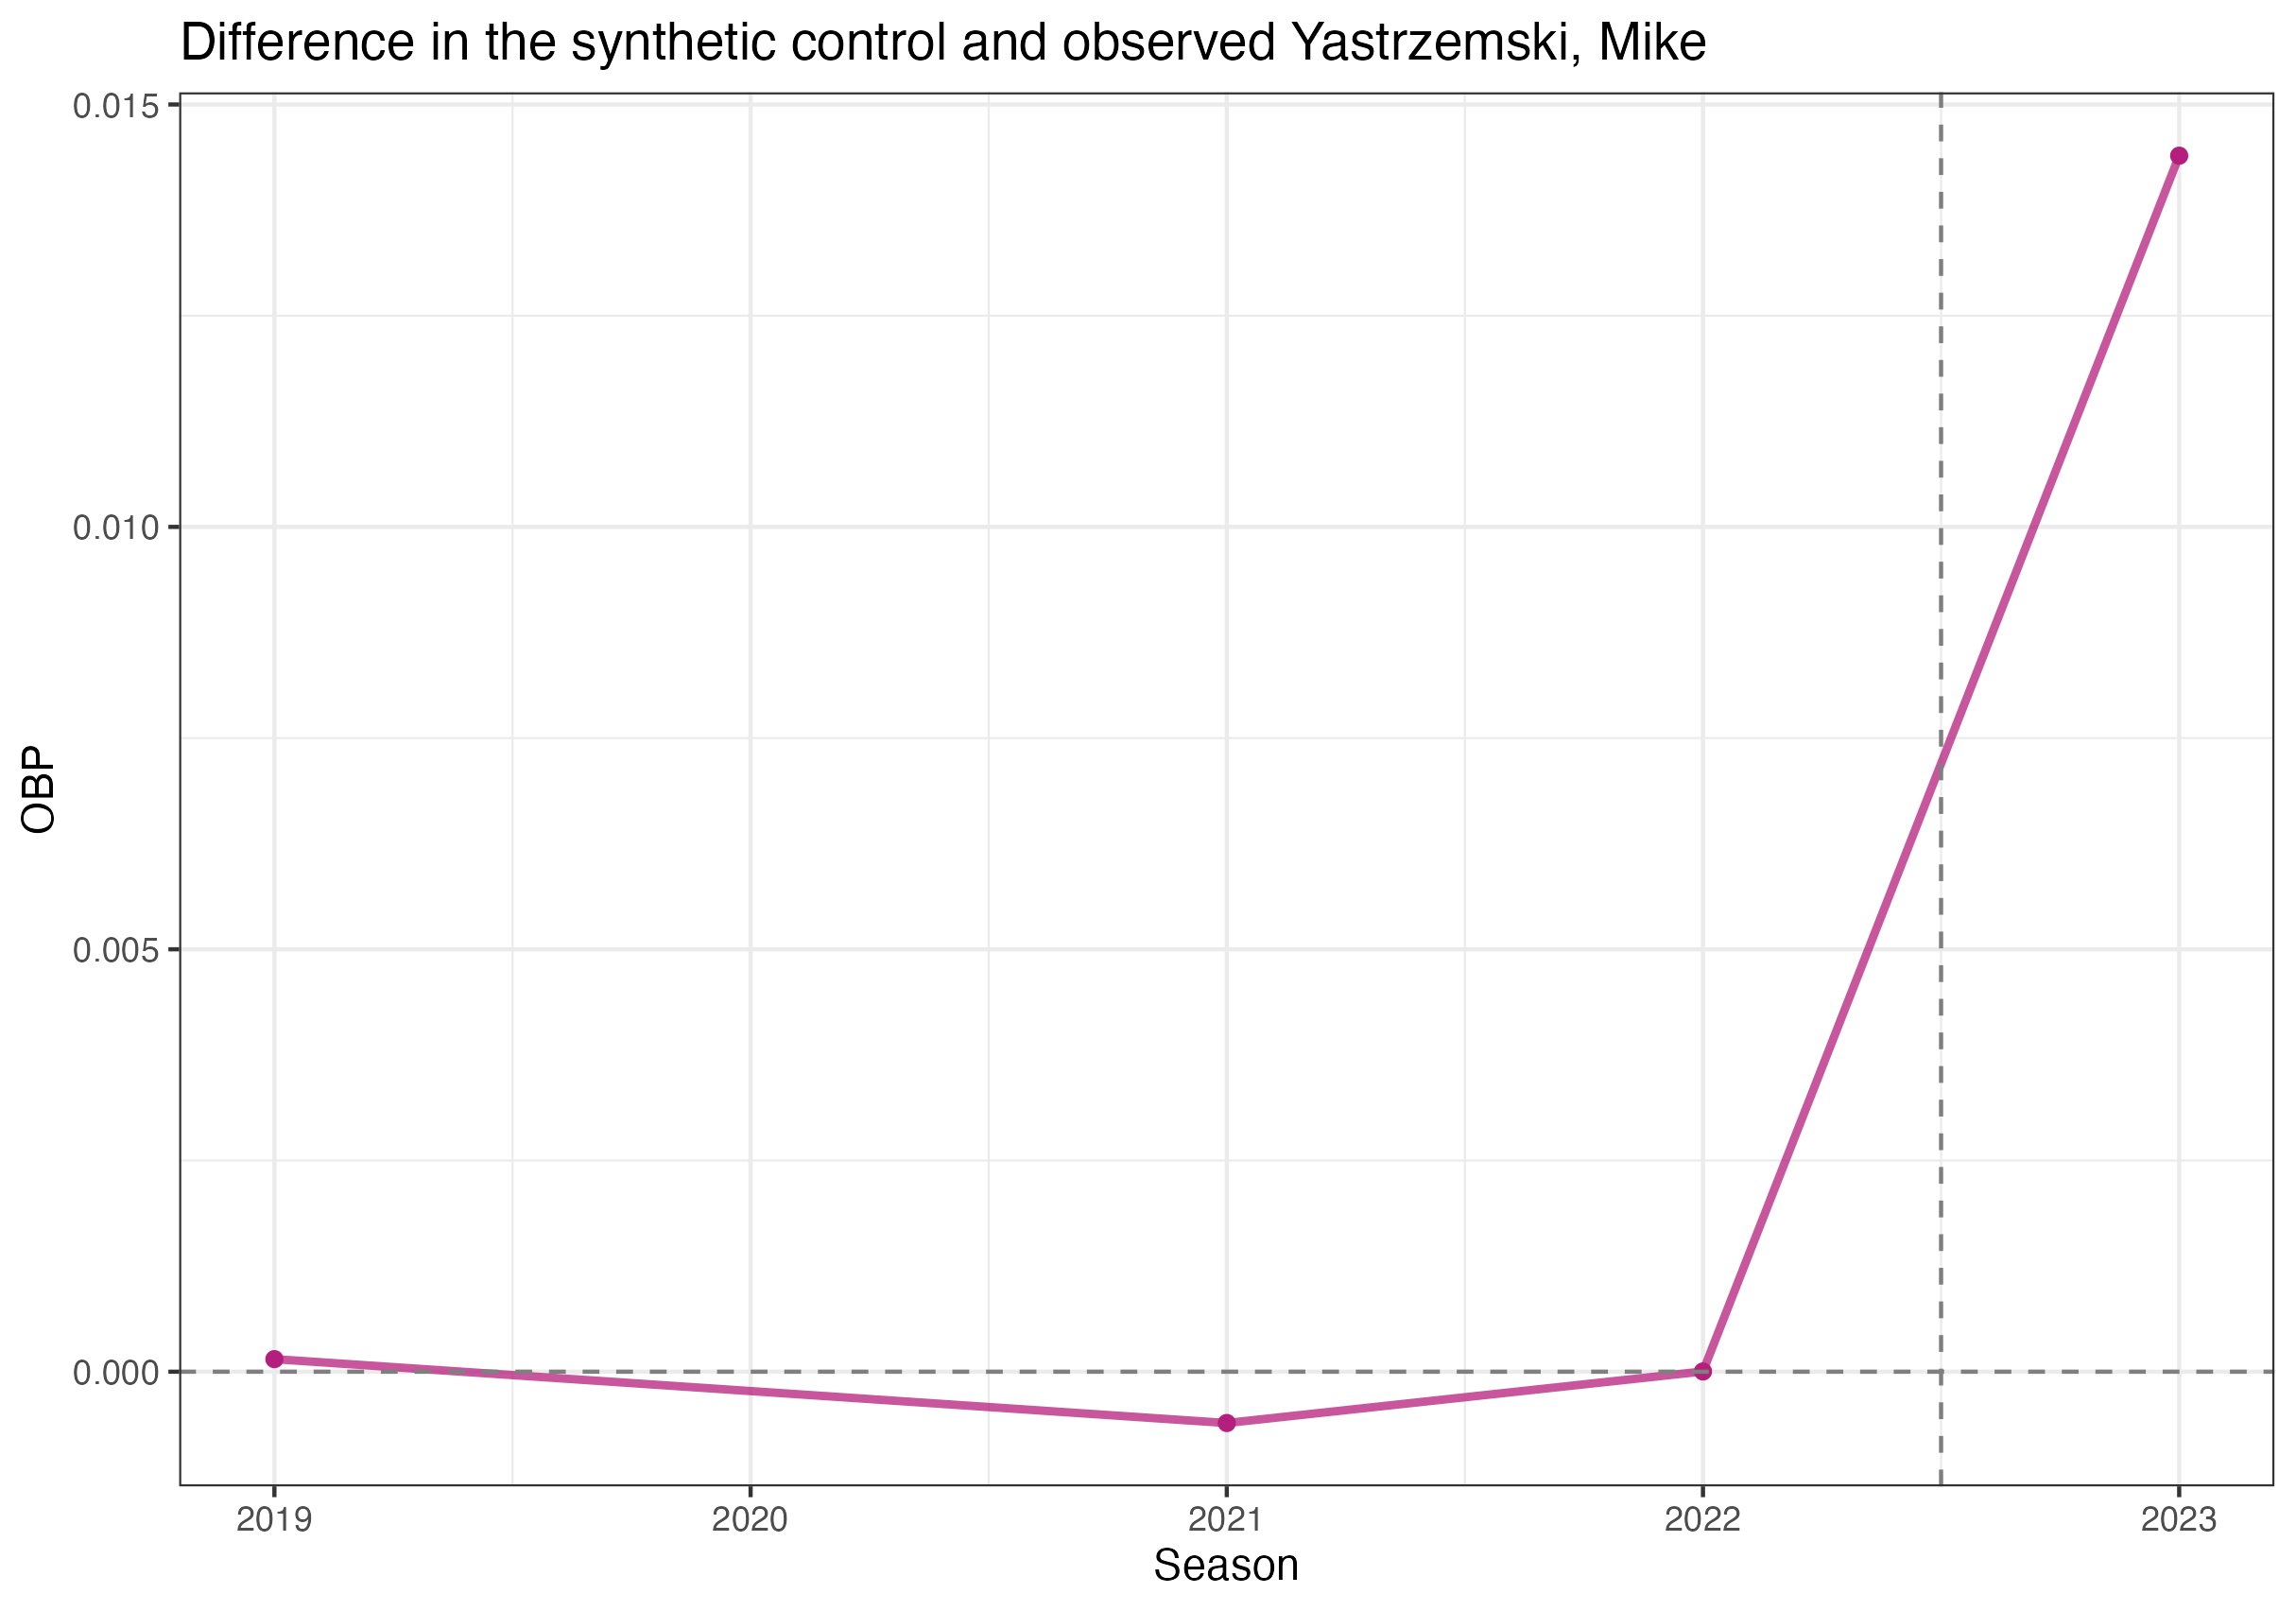 Difference in the synthetic control and observed Yastrzemski, Mike
0.015
0.010
0.005
0.000
OBP
2019 2020 2021 2022 2023
Season